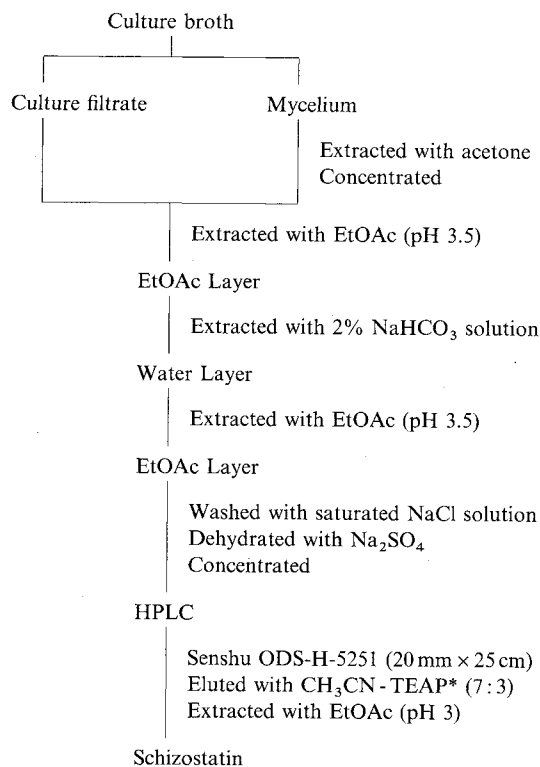 Culture broth
Culture filtrate
Mycelium
Extracted with acetone
Concentrated
Extracted with EtOAc (pH 3.5)
EtOAc Layer
Extracted with 2% NaHCO₃ solution
Water Layer
Extracted with EtOAc (pH 3.5)
EtOAc Layer
Washed with saturated NaCl solution
Dehydrated with Na₂SO₄
Concentrated
HPLC
Senshu ODS-H-5251 (20 mm × 25 cm)
Eluted with CH₃CN - TEAP* (7 : 3)
Extracted with EtOAc (pH 3)
Schizostatin